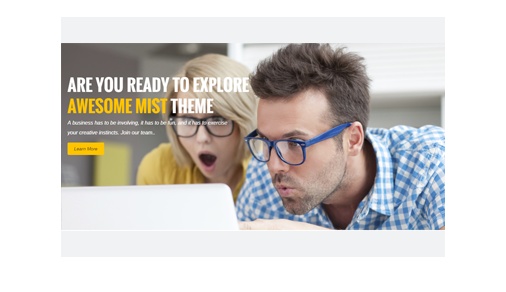 ARE YOU READY TO EXPLORE
AWESOME MIST THEME
A business has to be involving, it has to be fun, and it has to exercise
your creative instincts. Join our team..
Learn More